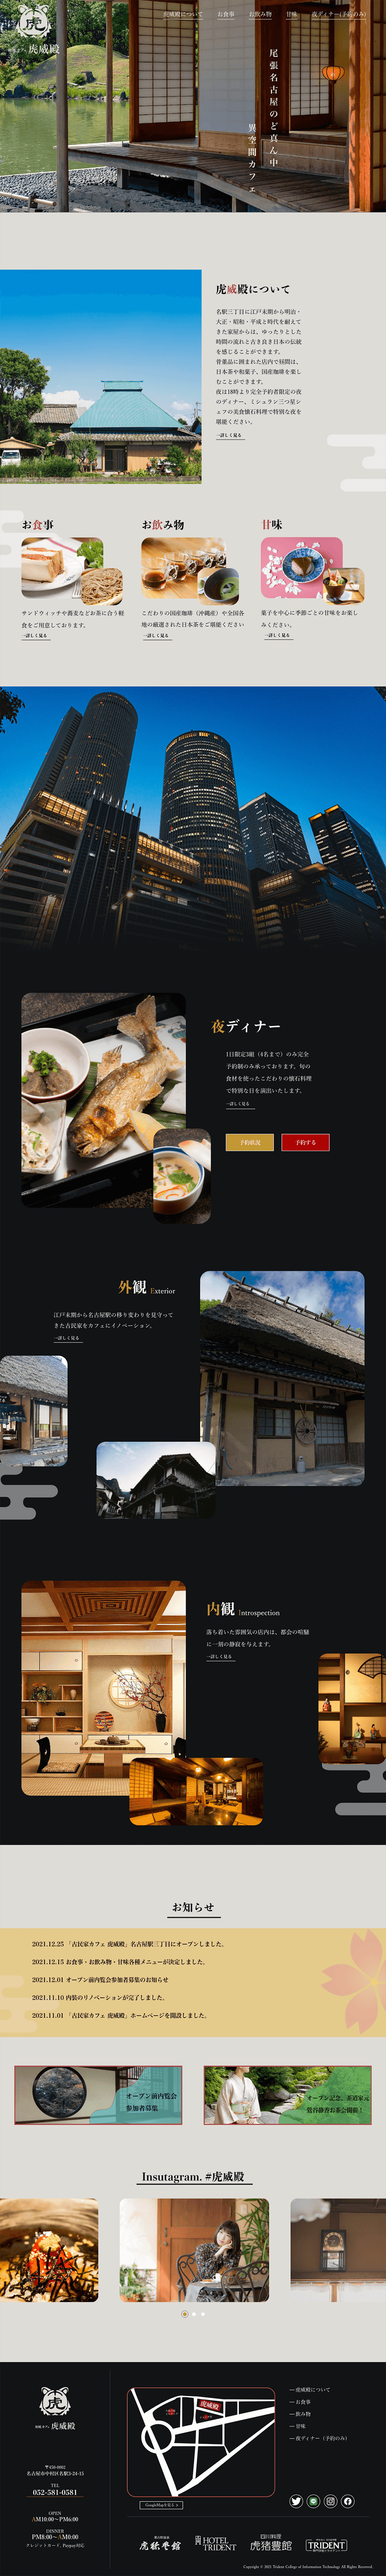 虎威殿
虎威殿について
お食事
お飲み物
甘味
夜ディナー(予約のみ)
尾張名古屋のど真ん中
異空間カフェ
虎威殿について
名駅三丁目に江戸末期から明治・
大正・昭和・平成と時代を耐えて
きた家屋からは、ゆったりとした
時間の流れと古き良き日本の伝統
を感じることができます。
骨董品に囲まれた店内で昼間は、
日本茶や和菓子、国産珈琲を楽し
むことができます。
夜は18時より完全予約者限定の夜
のディナー、ミシュラン三つ星シ
ェフの美食懐石料理で特別な夜を
堪能ください。
→詳しく見る
お食事
サンドウィッチや蕎麦などお茶に合う軽
食をご用意しております。
→詳しく見る
お飲み物
こだわりの国産珈琲（沖縄産）や全国各
地の厳選された日本茶をご堪能ください
→詳しく見る
甘味
菓子を中心に季節ごとの甘味をお楽し
みください。
→詳しく見る
夜ディナー
1日限定3組（4名まで）のみ完全
予約制のみ承っております。旬の
食材を使ったこだわりの懐石料理
で特別な日を演出いたします。
→詳しく見る
予約状況
予約する
外観 Exterior
江戸末期から名古屋駅の移り変わりを見守って
きた古民家をカフェにイノベーション。
→詳しく見る
内観 Introspection
落ち着いた雰囲気の店内は、都会の喧騒
に一刻の静寂を与えます。
→詳しく見る
お知らせ
2021.12.25 「古民家カフェ 虎威殿」名古屋駅三丁目にオープンしました。
2021.12.15 お食事・お飲み物・甘味各種メニューが決定しました。
2021.12.01 オープン前内覧会参加者募集のお知らせ
2021.11.10 内装のリノベーションが完了しました。
2021.11.01 「古民家カフェ 虎威殿」ホームページを開設しました。
オープン前内覧会
参加者募集
オープン記念、茶道家元
鶯谷静香お茶会開催！
Insutagram. #虎威殿
虎威殿
〒450-0002
名古屋市中村区名駅3-24-15
TEL
052-581-0581
OPEN
AM10:00〜PM6:00
DINNER
PM8:00〜AM0:00
クレジットカード、Paypay対応
虎威殿
GoogleMapを見る >
― 虎威殿について
― お食事
― 飲み物
― 甘味
― 夜ディナー（予約のみ）
HOTEL
TRIDENT
四川料理
虎猪豊館
TRIDENT
Copyright © 2021 Trident College of Information Technology All Rights Reserved.